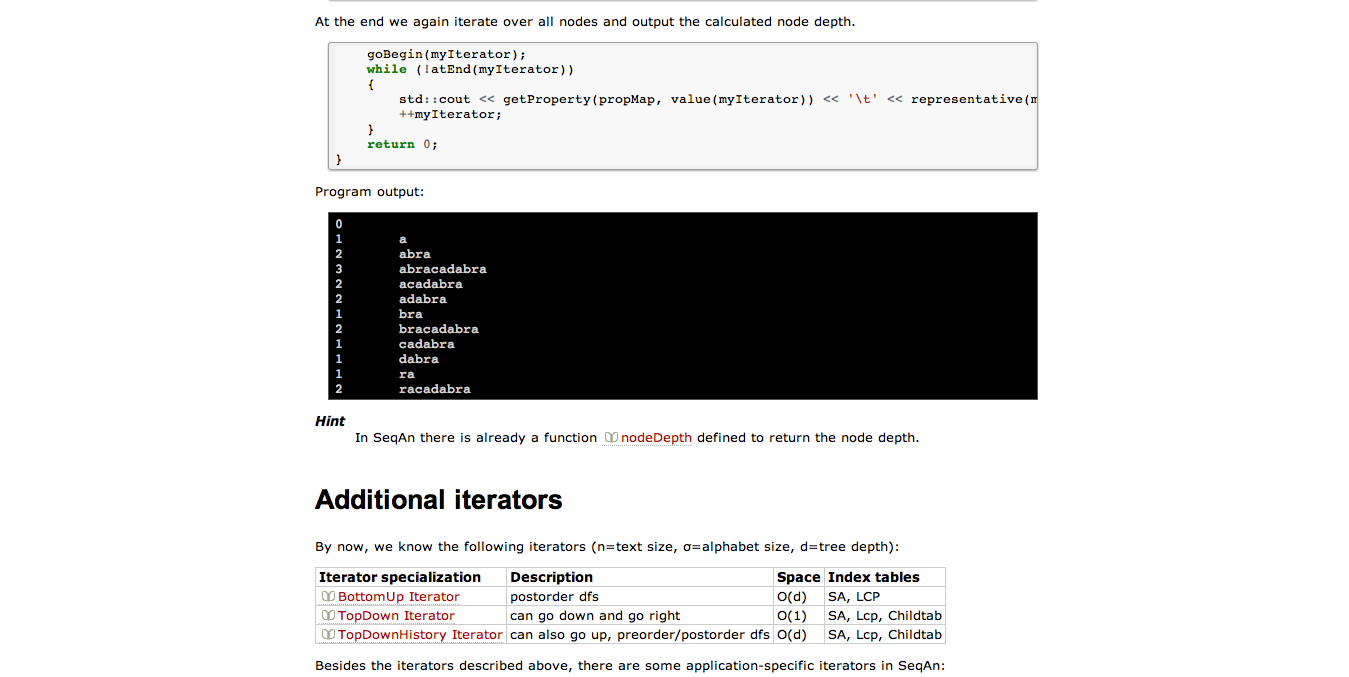 At the end we again iterate over all nodes and output the calculated node depth.
goBegin(myIterator);
while (!atEnd(myIterator))
{
std::cout << getProperty(propMap, value(myIterator)) << '\t' << representative(m
++myIterator;
}
return 0;
}
Program output:
0
1 a
2 abra
3 abracadabra
2 acadabra
2 adabra
1 bra
2 bracadabra
1 cadabra
1 dabra
1 ra
2 racadabra
Hint
In SeqAn there is already a function nodeDepth defined to return the node depth.
Additional iterators
By now, we know the following iterators (n=text size, σ=alphabet size, d=tree depth):
Iterator specialization Description Space Index tables
BottomUp Iterator postorder dfs O(d) SA, LCP
TopDown Iterator can go down and go right O(1) SA, Lcp, Childtab
TopDownHistory Iterator can also go up, preorder/postorder dfs O(d) SA, Lcp, Childtab
Besides the iterators described above, there are some application-specific iterators in SeqAn: